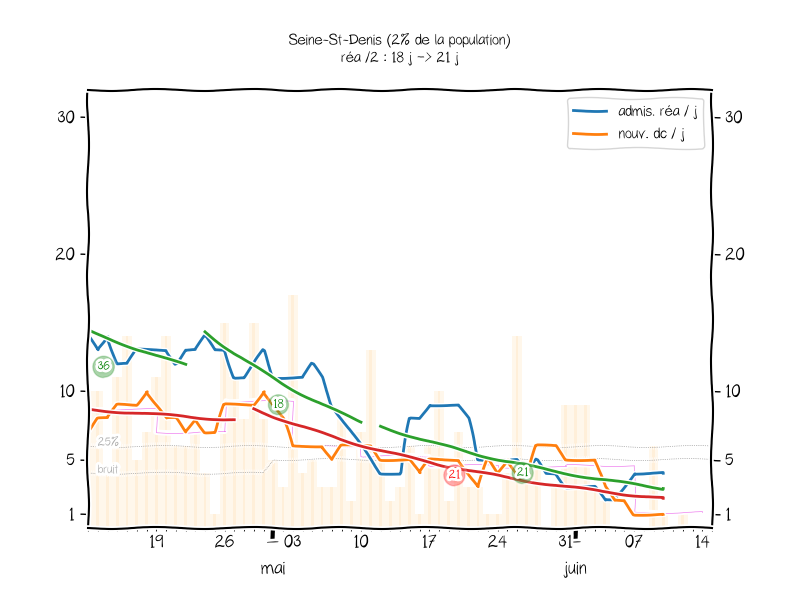 Seine-St-Denis (2% de la population)
réa /2 : 18 j -> 21 j
admis. réa / j
nouv. dc / j
30
30
20
20
10
10
5
5
1
1
36
18
21
21
25%
bruit
19 26 03 10 17 24 31 07 14
mai juin